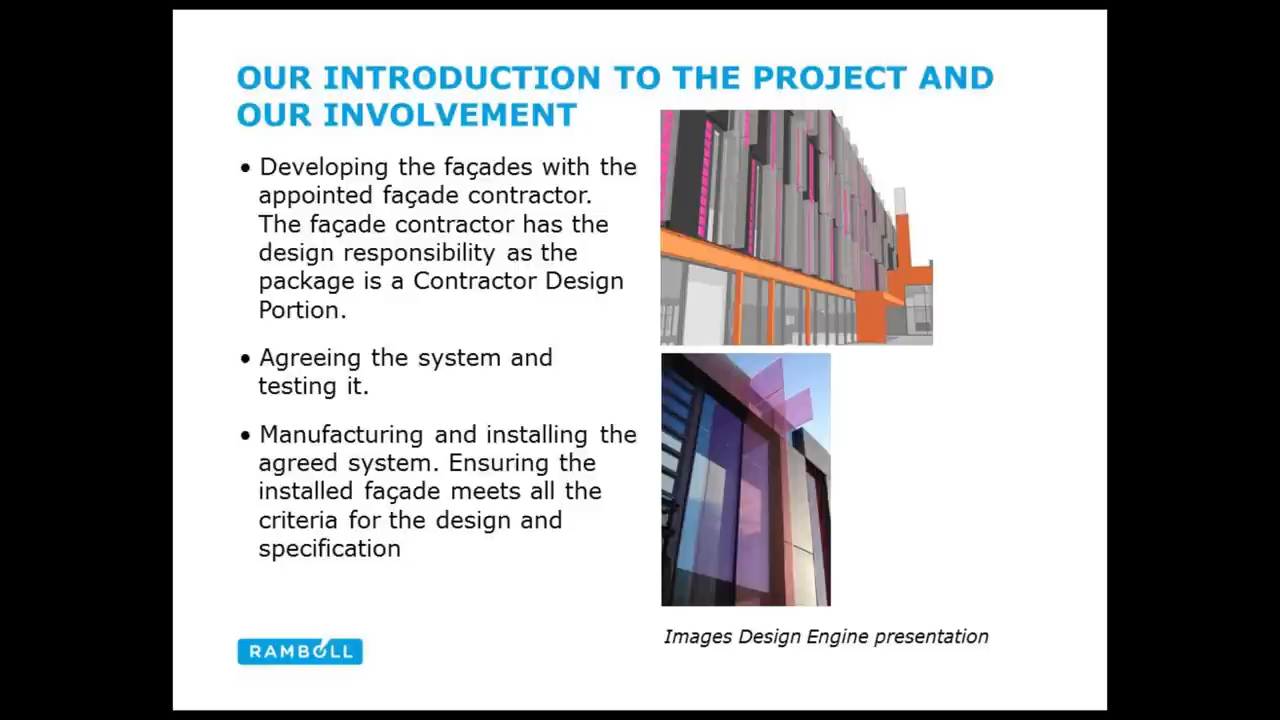 OUR INTRODUCTION TO THE PROJECT AND
OUR INVOLVEMENT
• Developing the façades with the
appointed façade contractor.
The façade contractor has the
design responsibility as the
package is a Contractor Design
Portion.
• Agreeing the system and
testing it.
• Manufacturing and installing the
agreed system. Ensuring the
installed façade meets all the
criteria for the design and
specification
Images Design Engine presentation
RAMBOLL